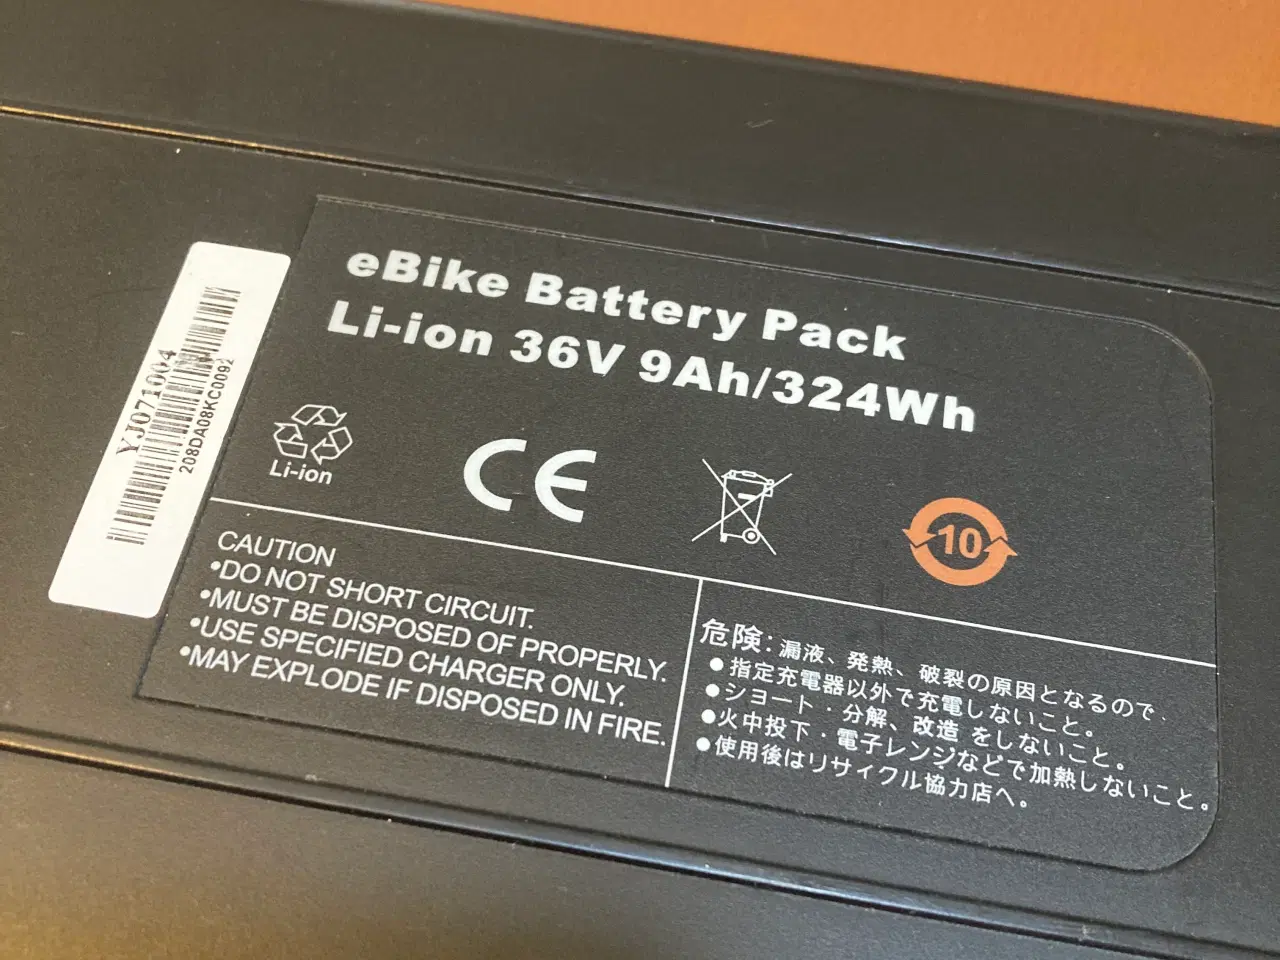 eBike Battery Pack
Li-ion 36V 9Ah/324Wh
YJ071004
208DA08KC0092
Li-ion
CE
10
CAUTION
•DO NOT SHORT CIRCUIT.
•MUST BE DISPOSED OF PROPERLY.
•USE SPECIFIED CHARGER ONLY.
•MAY EXPLODE IF DISPOSED IN FIRE.
危険：漏液、発熱、破裂の原因となるので、
●指定充電器以外で充電しないこと。
●ショート・分解、改造 をしないこと。
●火中投下・電子レンジなどで加熱しないこと。
●使用後はリサイクル協力店へ。